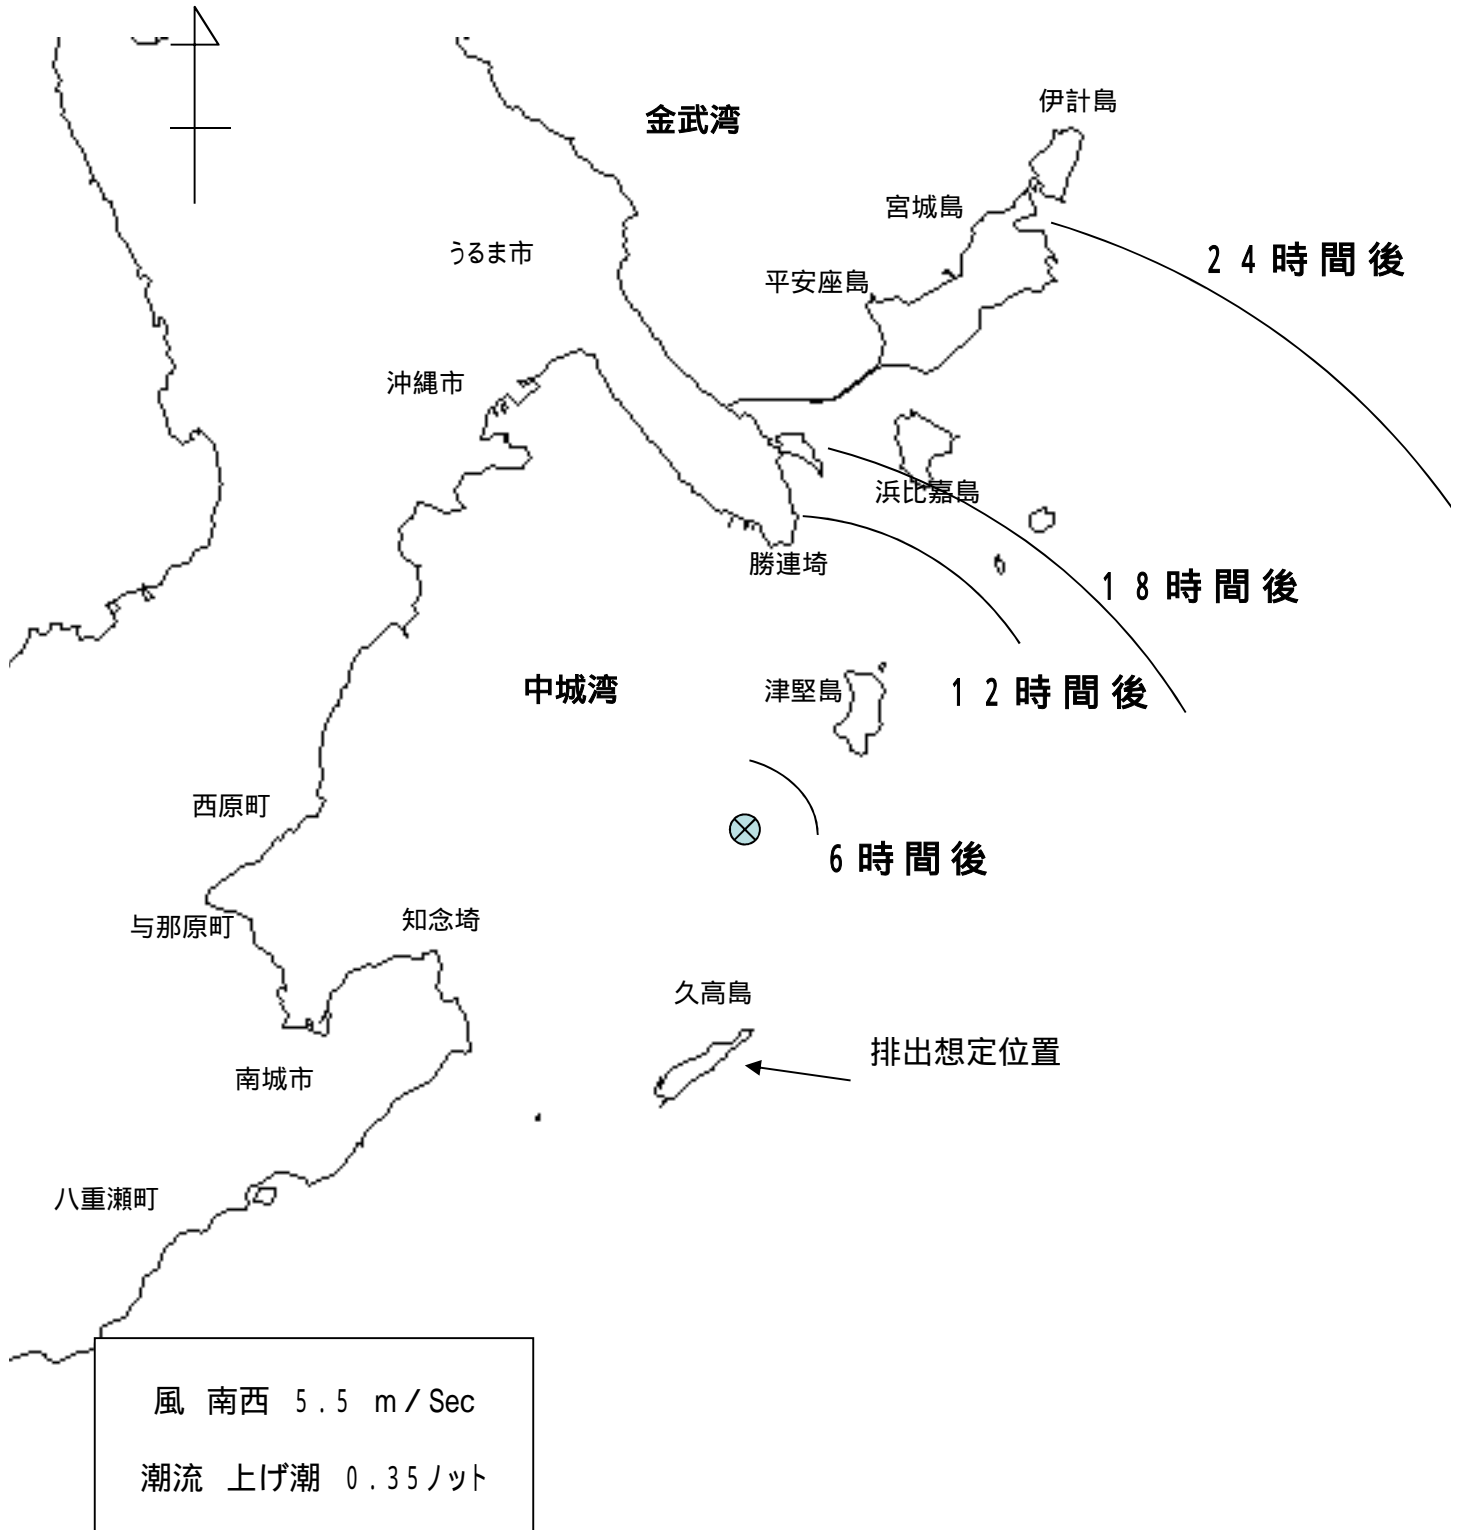 伊計島
金武湾
宮城島
うるま市
24時間後
平安座島
沖縄市
浜比嘉島
勝連埼
18時間後
中城湾
津堅島
12時間後
西原町
6時間後
与那原町
知念埼
久高島
排出想定位置
南城市
八重瀬町
風 南西 5.5 m/Sec
潮流 上げ潮 0.35ノット